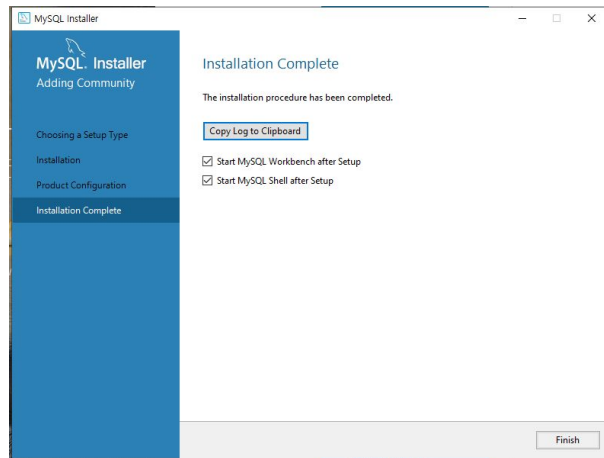 MySQL Installer
MySQL. Installer
Adding Community
Choosing a Setup Type
Installation
Product Configuration
Installation Complete
Installation Complete
The installation procedure has been completed.
Copy Log to Clipboard
Start MySQL Workbench after Setup
Start MySQL Shell after Setup
Finish